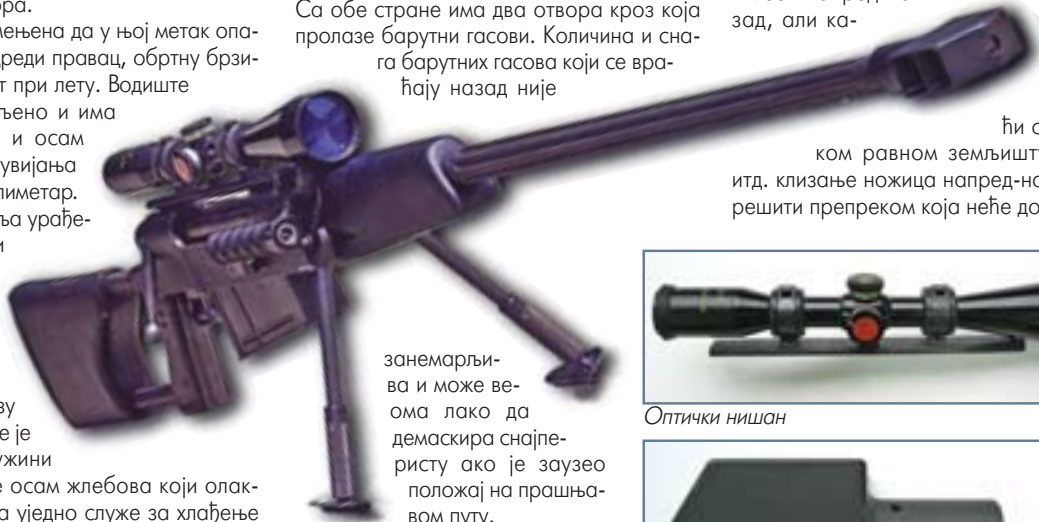 ора.
мењена да у њој метак опа-
реди правац, обртну брзи-
т при лету. Водиште
љено и има
и осам
увијања
лиметар.
ља урађе-
и
ву
е је
ужини
е осам жлебова који олак-
а уједно служе за хлађење
Са обе стране има два отвора кроз која
пролазе барутни гасови. Количина и сна-
га барутних гасова који се вра-
ћају назад није
занемарљи-
ва и може ве-
ома лако да
демаскира снајпе-
ристу ако је заузео
положај на прашња-
вом путу.
зад, али ка-
ћи с
ком равном земљишту
итд. клизање ножица напред-на
решити препреком која неће до
Оптички нишан